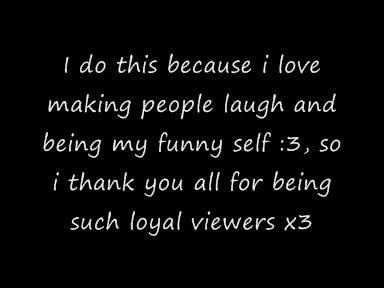 I do this because i love
making people laugh and
being my funny self :3, so
i thank you all for being
such loyal viewers x3